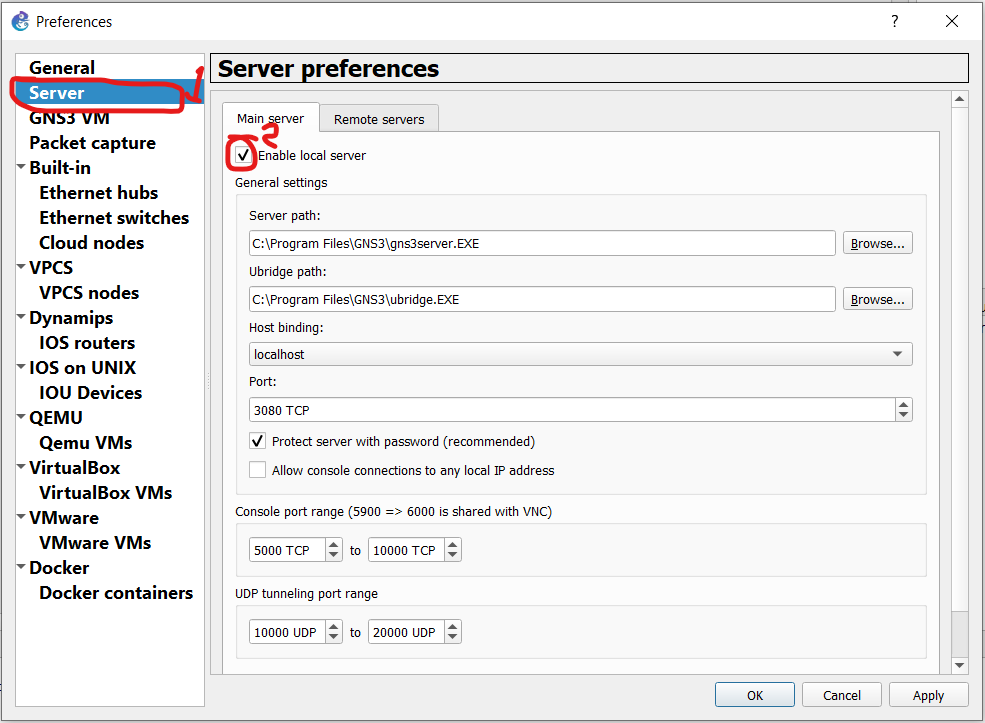 Preferences
?
General
Server
1
GNS3 VM
Packet capture
Built-in
Ethernet hubs
Ethernet switches
Cloud nodes
VPCS
VPCS nodes
Dynamips
IOS routers
IOS on UNIX
IOU Devices
QEMU
Qemu VMs
VirtualBox
VirtualBox VMs
VMware
VMware VMs
Docker
Docker containers
Server preferences
Main server Remote servers
2
Enable local server
General settings
Server path:
C:\Program Files\GNS3\gns3server.EXE Browse...
Ubridge path:
C:\Program Files\GNS3\ubridge.EXE Browse...
Host binding:
localhost
Port:
3080 TCP
Protect server with password (recommended)
Allow console connections to any local IP address
Console port range (5900 => 6000 is shared with VNC)
5000 TCP to 10000 TCP
UDP tunneling port range
10000 UDP to 20000 UDP
OK Cancel Apply